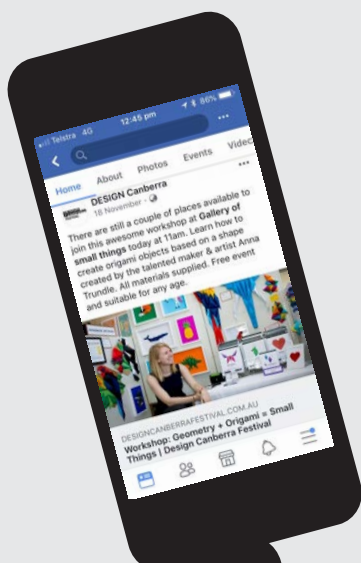 Telstra 4G 12:45 pm 86%
Home About Photos Events Videc
DESIGN Canberra
18 November
There are still a couple of places available to
join this awesome workshop at Gallery of
small things today at 11am. Learn how to
create origami objects based on a shape
created by the talented maker & artist Anna
Trundle. All materials supplied. Free event
and suitable for any age.
DESIGNCANBERRAFESTIVAL.COM.AU
Workshop: Geometry + Origami = Small
Things | Design Canberra Festival